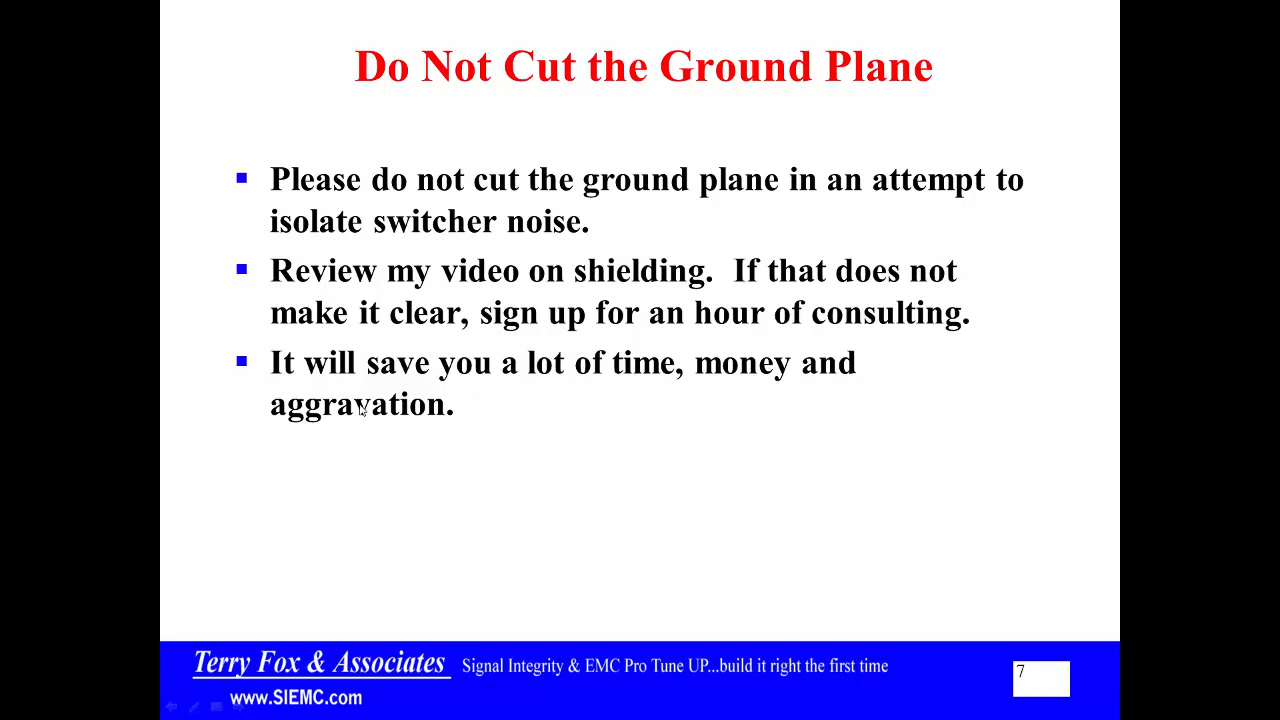 Do Not Cut the Ground Plane
Please do not cut the ground plane in an attempt to
isolate switcher noise.
Review my video on shielding.  If that does not
make it clear, sign up for an hour of consulting.
It will save you a lot of time, money and
aggravation.
Terry Fox & Associates Signal Integrity & EMC Pro Tune UP...build it right the first time
7
www.SIEMC.com